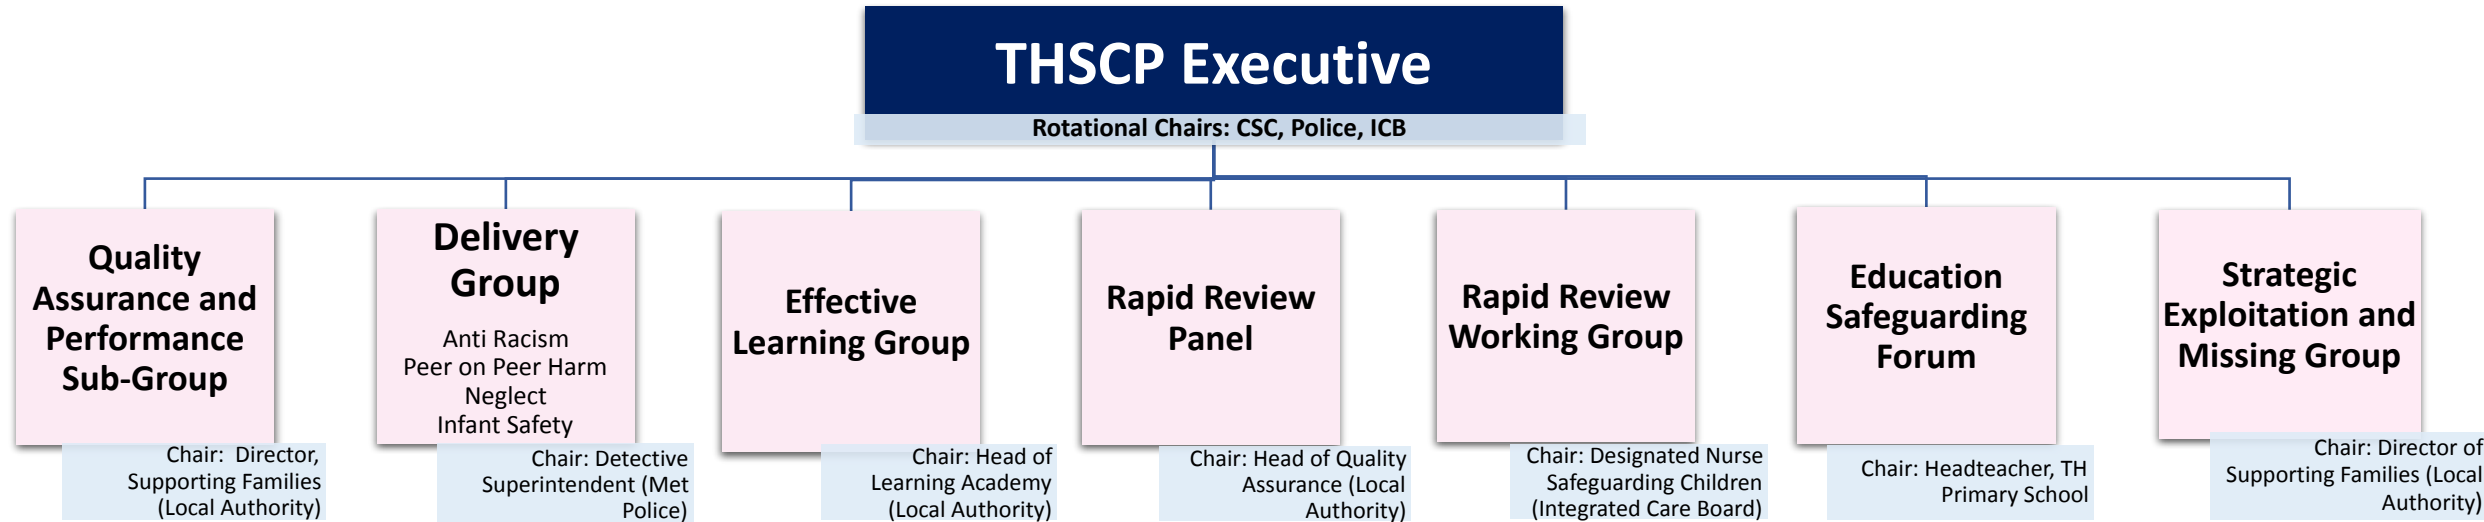 THSCP Executive
Rotational Chairs: CSC, Police, ICB
Quality
Assurance and
Performance
Sub-Group
Chair:  Director,
Supporting Families
(Local Authority)
Delivery
Group
Anti Racism
Peer on Peer Harm
Neglect
Infant Safety
Chair: Detective
Superintendent (Met
Police)
Effective
Learning Group
Chair: Head of
Learning Academy
(Local Authority)
Rapid Review
Panel
Chair: Head of Quality
Assurance (Local
Authority)
Rapid Review
Working Group
Chair: Designated Nurse
Safeguarding Children
(Integrated Care Board)
Education
Safeguarding
Forum
Chair: Headteacher, TH
Primary School
Strategic
Exploitation and
Missing Group
Chair: Director of
Supporting Families (Local
Authority)